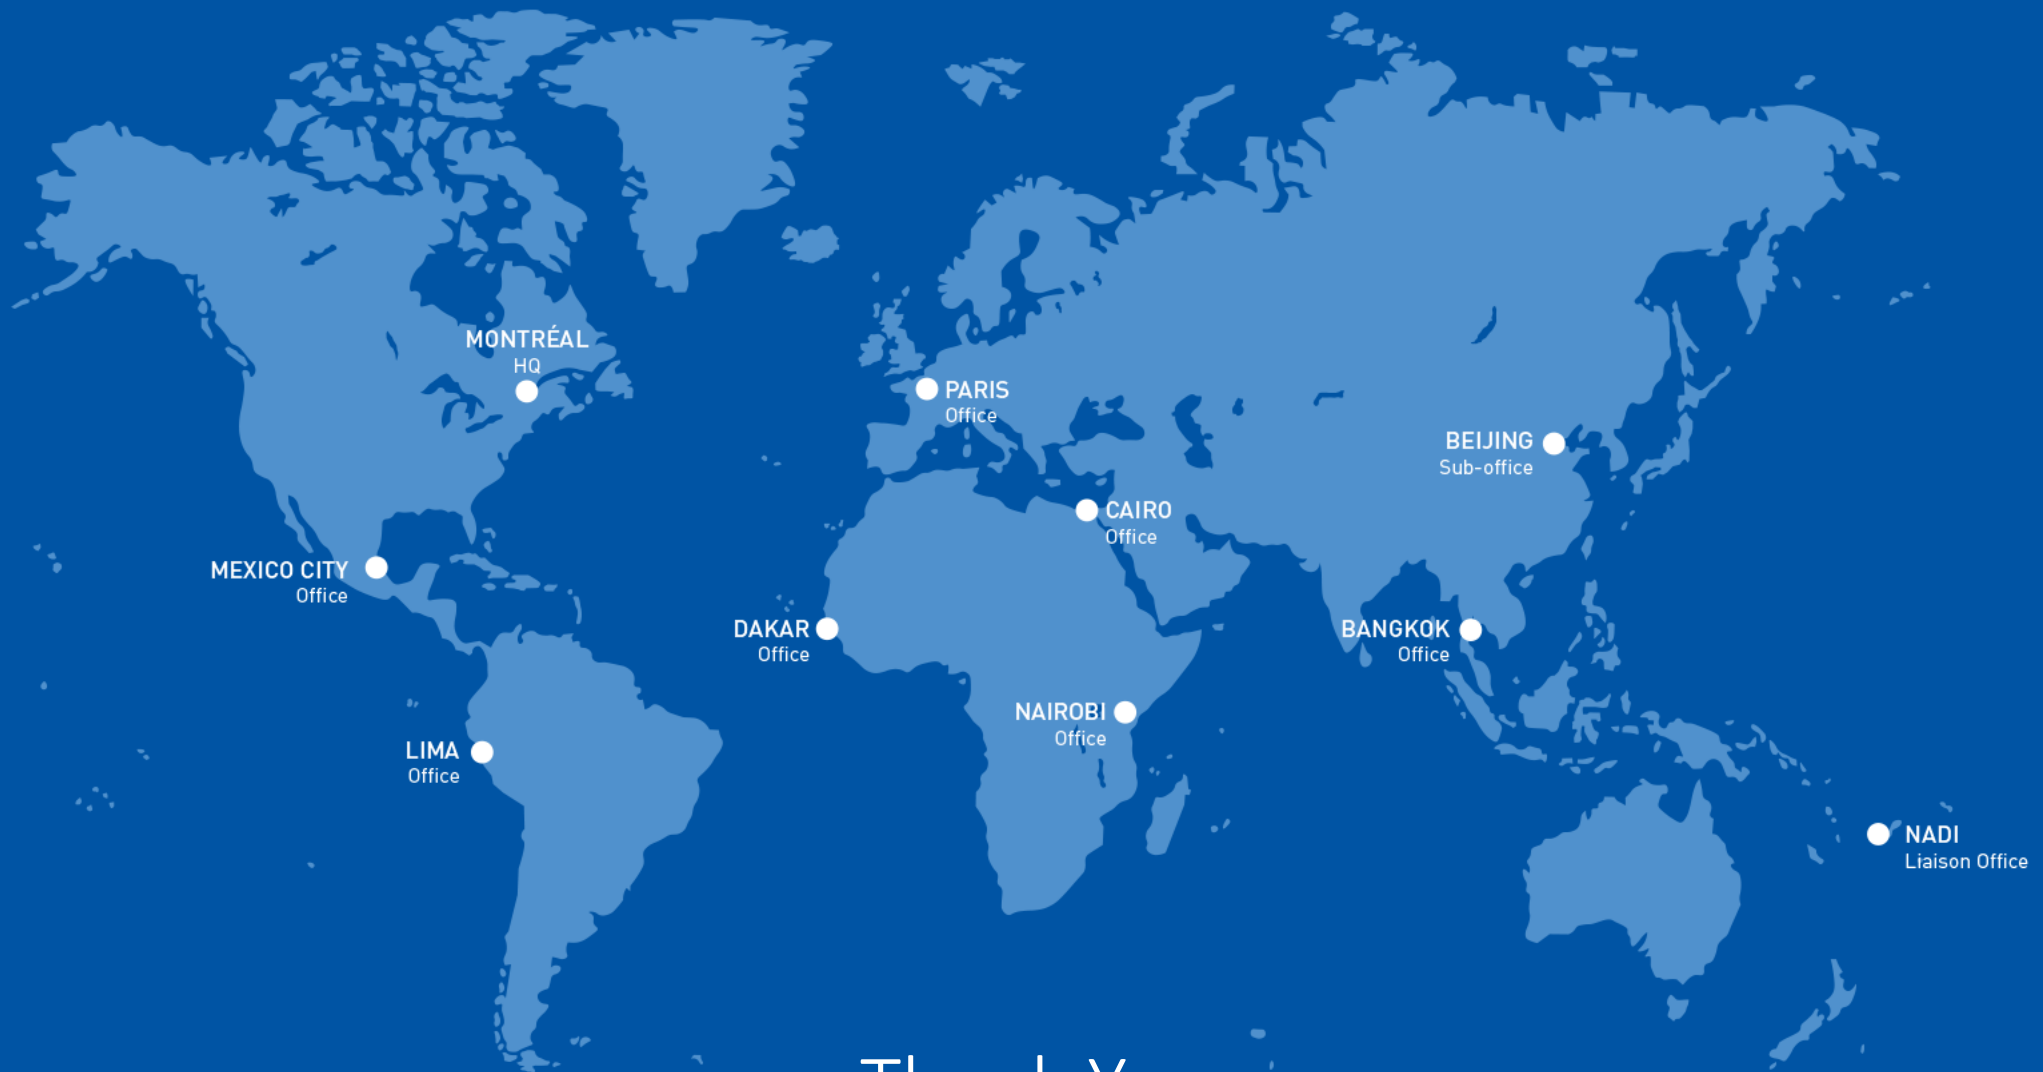 MONTRÉAL
HQ
PARIS
Office
BEIJING
Sub-office
CAIRO
Office
MEXICO CITY
Office
DAKAR
Office
BANGKOK
Office
NAIROBI
Office
LIMA
Office
NADI
Liaison Office